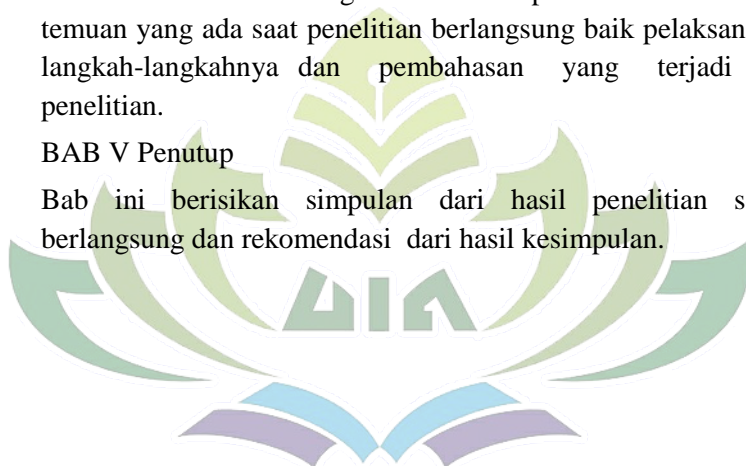 temuan yang ada saat penelitian berlangsung baik
langkah-langkahnya dan pembahasan yang terjadi
penelitian.
BAB V Penutup
Bab ini berisikan simpulan dari hasil penelitian
berlangsung dan rekomendasi dari hasil kesimpulan.
UIN